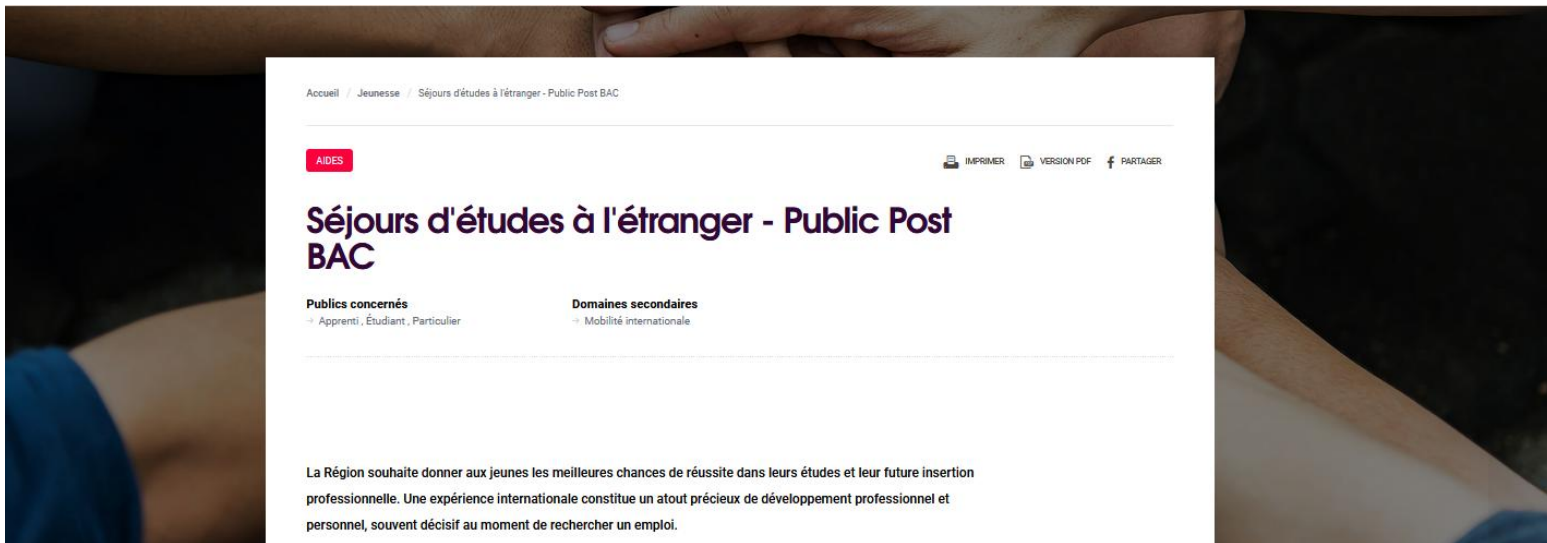 Accueil / Jeunesse / Séjours d'études à l'étranger - Public Post BAC
AIDES
IMPRIMER VERSION PDF PARTAGER
Séjours d'études à l'étranger - Public Post
BAC
Publics concernés Domaines secondaires
→ Apprenti , Étudiant , Particulier → Mobilité internationale
La Région souhaite donner aux jeunes les meilleures chances de réussite dans leurs études et leur future insertion
professionnelle. Une expérience internationale constitue un atout précieux de développement professionnel et
personnel, souvent décisif au moment de rechercher un emploi.